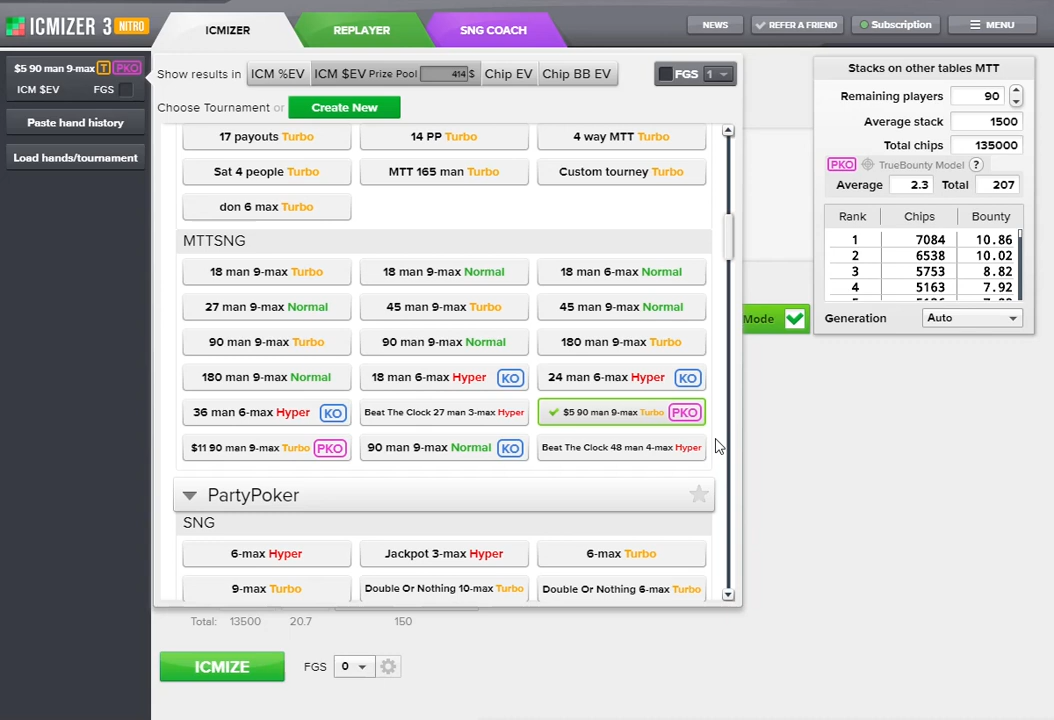 ICMIZER 3 NITRO
ICMIZER
REPLAYER
SNG COACH
NEWS
REFER A FRIEND
Subscription
MENU
$5 90 man 9-max T PKO
ICM $EV FGS
Paste hand history
Load hands/tournament
Show results in ICM %EV ICM $EV Prize Pool 414 $ Chip EV Chip BB EV FGS 1
Choose Tournament or Create New
17 payouts Turbo 14 PP Turbo 4 way MTT Turbo
Sat 4 people Turbo MTT 165 man Turbo Custom tourney Turbo
don 6 max Turbo
MTTSNG
18 man 9-max Turbo 18 man 9-max Normal 18 man 6-max Normal
27 man 9-max Normal 45 man 9-max Turbo 45 man 9-max Normal
90 man 9-max Turbo 90 man 9-max Normal 180 man 9-max Turbo
180 man 9-max Normal 18 man 6-max Hyper KO 24 man 6-max Hyper KO
36 man 6-max Hyper KO Beat The Clock 27 man 3-max Hyper $5 90 man 9-max Turbo PKO
$11 90 man 9-max Turbo PKO 90 man 9-max Normal KO Beat The Clock 48 man 4-max Hyper
PartyPoker
SNG
6-max Hyper Jackpot 3-max Hyper 6-max Turbo
9-max Turbo Double Or Nothing 10-max Turbo Double Or Nothing 6-max Turbo
Total: 13500 20.7 150
ICMIZE FGS 0
Mode
Stacks on other tables MTT
Remaining players 90
Average stack 1500
Total chips 135000
PKO TrueBounty Model ?
Average 2.3 Total 207
Rank Chips Bounty
1 7084 10.86
2 6538 10.02
3 5753 8.82
4 5163 7.92
Generation Auto